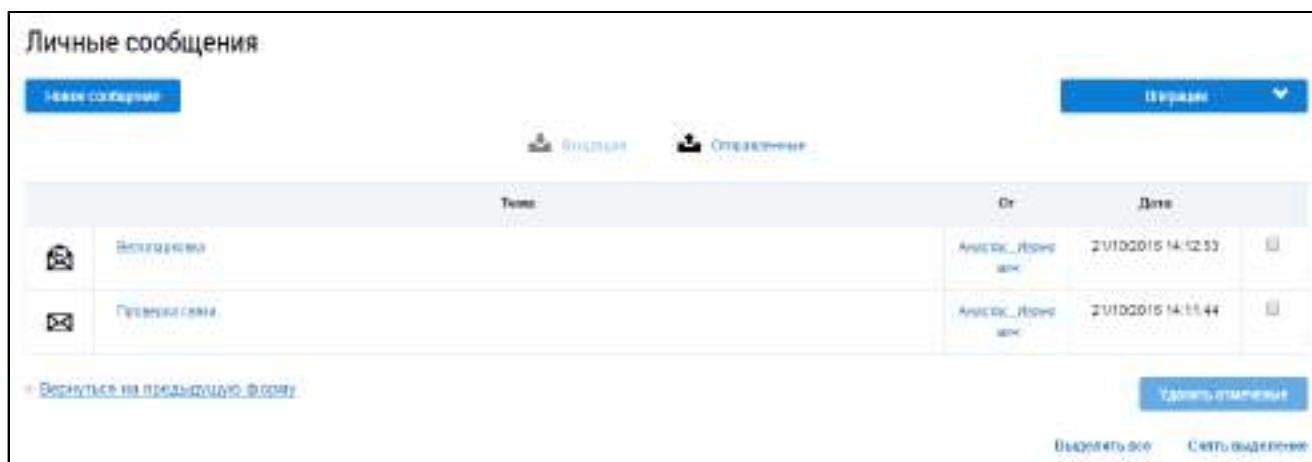 Личные сообщения
Новое сообщение
Операции
Входящие
Отправленные
Тема От Дата
Велопарковка 21/10/2015 14:12:53
Проверка связи 21/10/2015 14:11:44
Вернуться на предыдущую форму
Удалить отмеченные
Выделить все Снять выделение